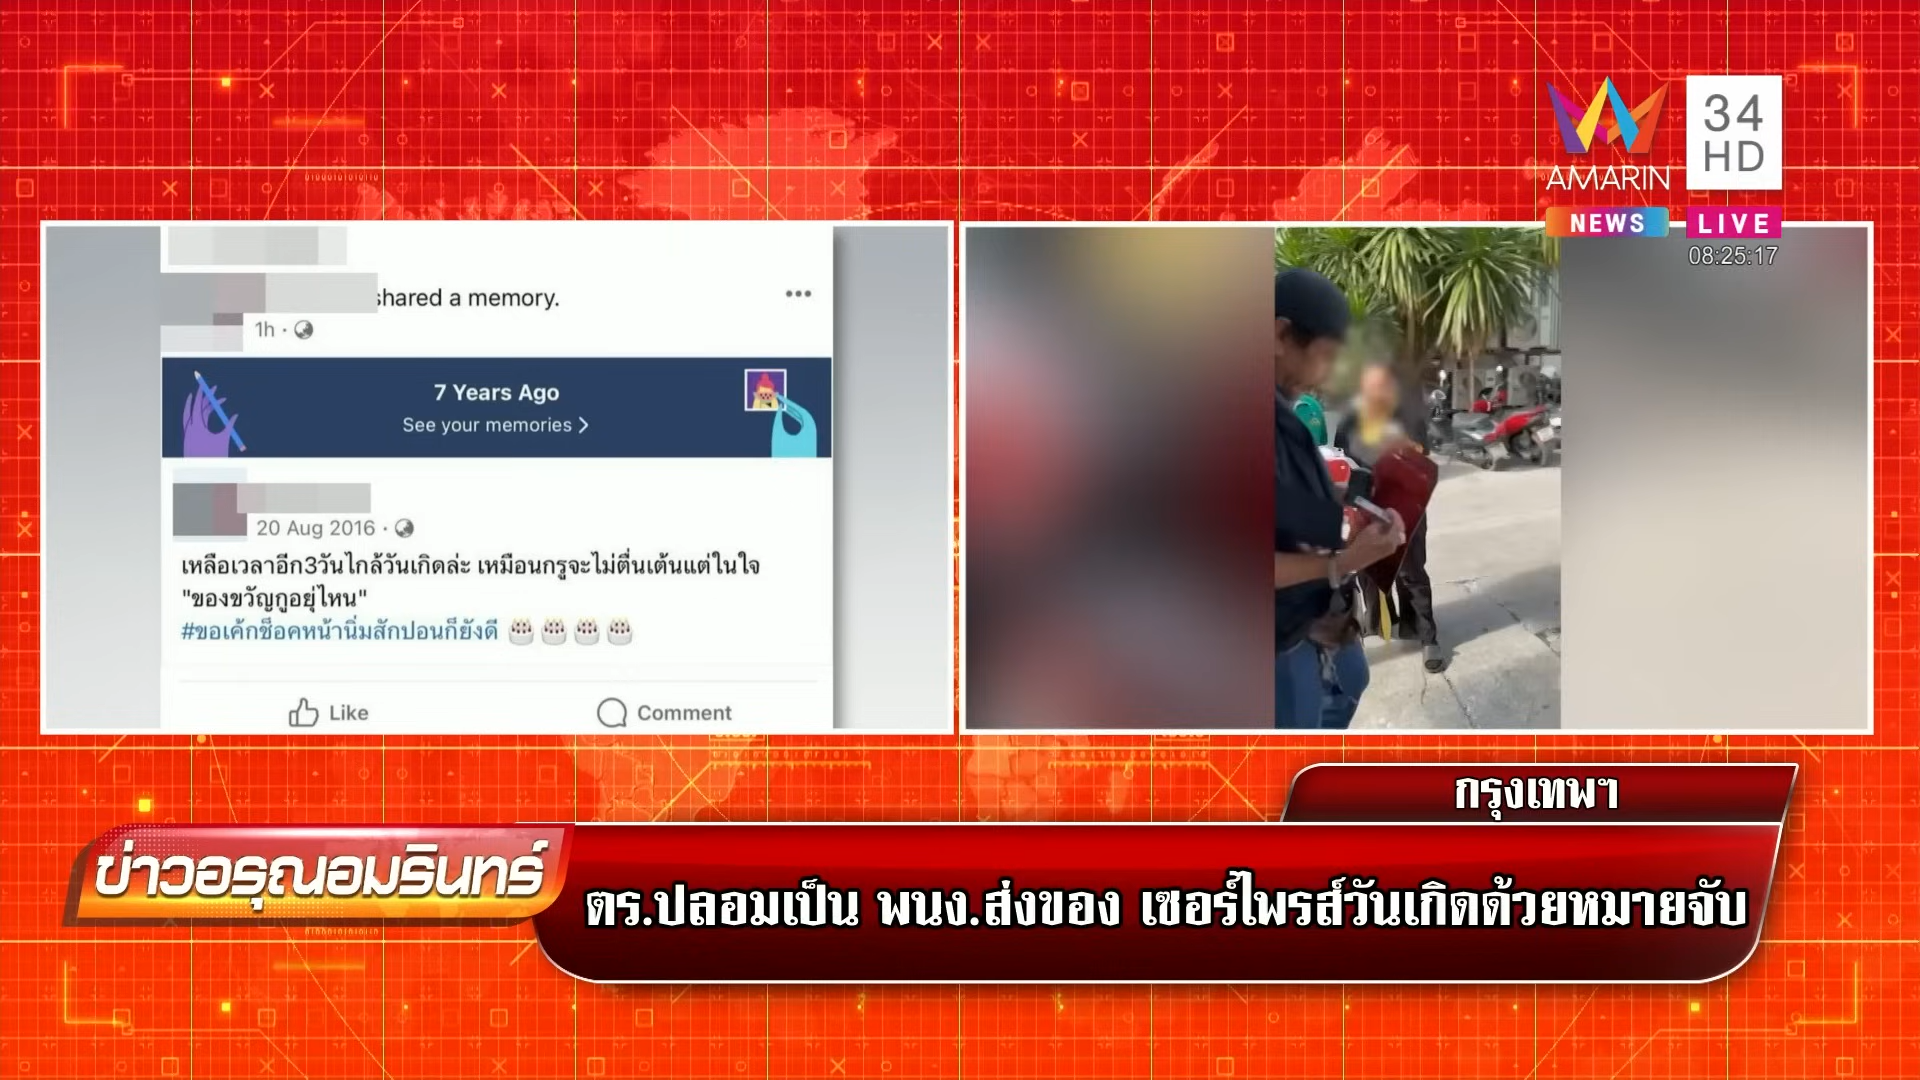 34
HD
AMARIN
NEWS
LIVE
08:25:17
shared a memory.
1h
7 Years Ago
See your memories
20 Aug 2016
เหลือเวลาอีก3วันไกล้วันเกิดล่ะ เหมือนกรูจะไม่ตื่นเต้นแต่ในใจ
"ของขวัญกูอยุ่ไหน"
#ขอเค้กช็อคหน้านิ่มสักปอนก็ยังดี
Like
Comment
กรุงเทพฯ
ข่าวอรุณอมรินทร์
ตร.ปลอมเป็น พนง.ส่งของ เซอร์ไพรส์วันเกิดด้วยหมายจับ